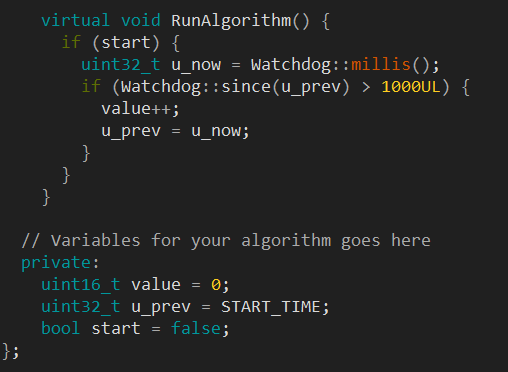 virtual void RunAlgorithm() {
if (start) {
uint32_t u_now = Watchdog::millis();
if (Watchdog::since(u_prev) > 1000UL) {
value++;
u_prev = u_now;
}
}
}
// Variables for your algorithm goes here
private:
uint16_t value = 0;
uint32_t u_prev = START_TIME;
bool start = false;
};